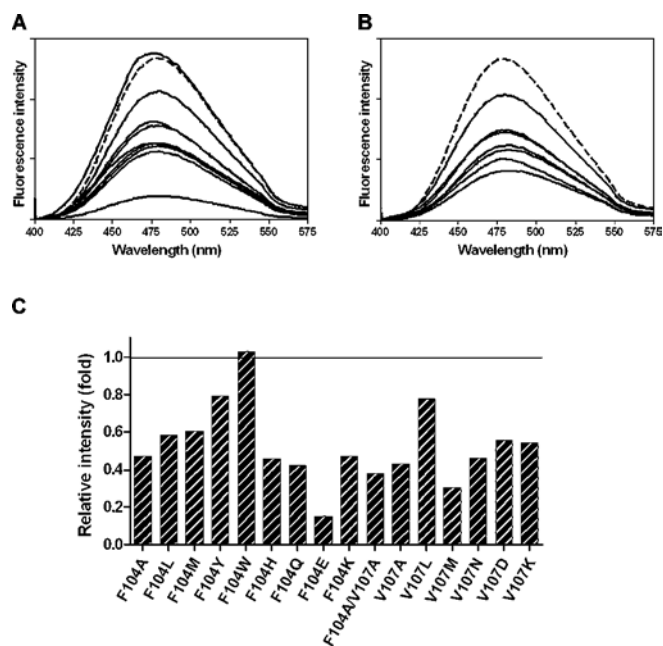 A
B
Fluorescence intensity
400 425 450 475 500 525 550 575
Wavelength (nm)
Fluorescence intensity
400 425 450 475 500 525 550 575
Wavelength (nm)
C
Relative intensity (fold)
1.0
0.8
0.6
0.4
0.2
0.0
F104A
F104L
F104M
F104Y
F104W
F104H
F104Q
F104E
F104K
F104A/V107A
V107A
V107L
V107M
V107N
V107D
V107K